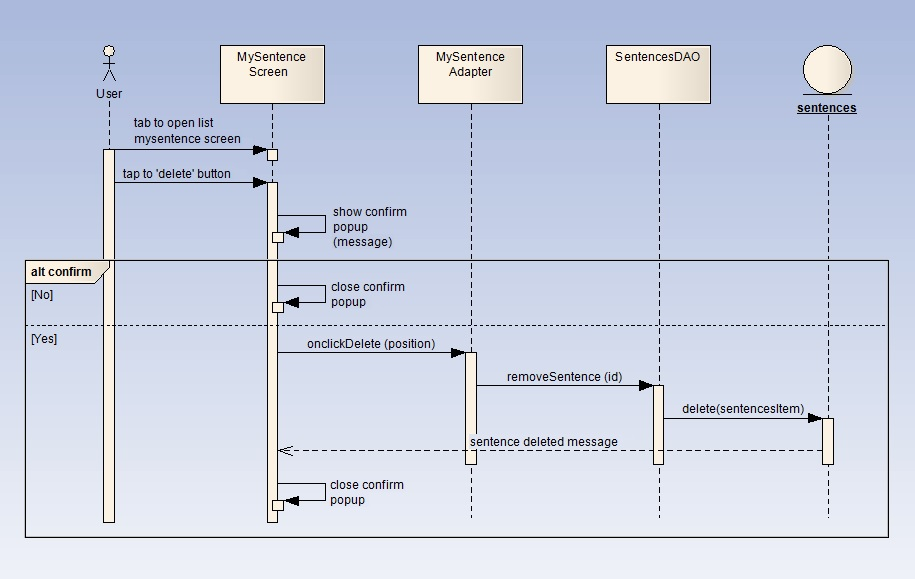 User
MySentence
Screen
MySentence
Adapter
SentencesDAO
sentences
tab to open list
mysentence screen
tap to 'delete' button
show confirm
popup
(message)
alt confirm
[No]
close confirm
popup
[Yes]
onclickDelete (position)
removeSentence (id)
delete(sentencesItem)
sentence deleted message
close confirm
popup